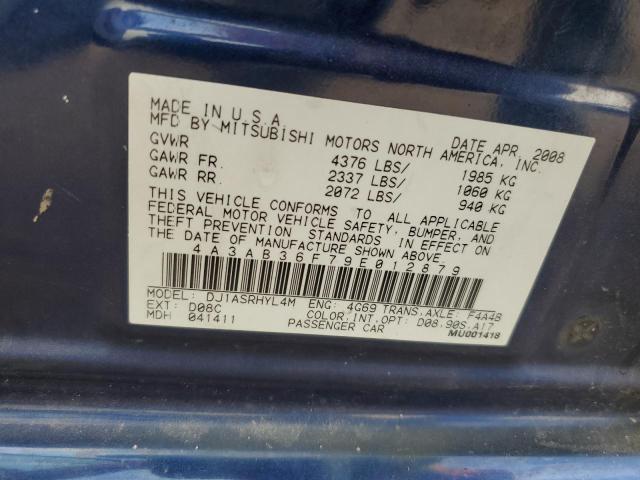 MADE IN U.S.A. DATE APR, 2008
MFD BY MITSUBISHI MOTORS NORTH AMERICA, INC.
GVWR 4376 LBS/ 1985 KG
GAWR FR. 2337 LBS/ 1060 KG
GAWR RR. 2072 LBS/ 940 KG
THIS VEHICLE CONFORMS TO ALL APPLICABLE
FEDERAL MOTOR VEHICLE SAFETY, BUMPER, AND
THEFT PREVENTION STANDARDS IN EFFECT ON
THE DATE OF MANUFACTURE SHOWN ABOVE.
4A3AB36F79E012879
MODEL: DJ1ASRHYL4M ENG: 4G69 TRANS,AXLE: F4A4B
EXT: D08C COLOR,INT,OPT: D08,90S,A17
MDH 041411 PASSENGER CAR MU001418